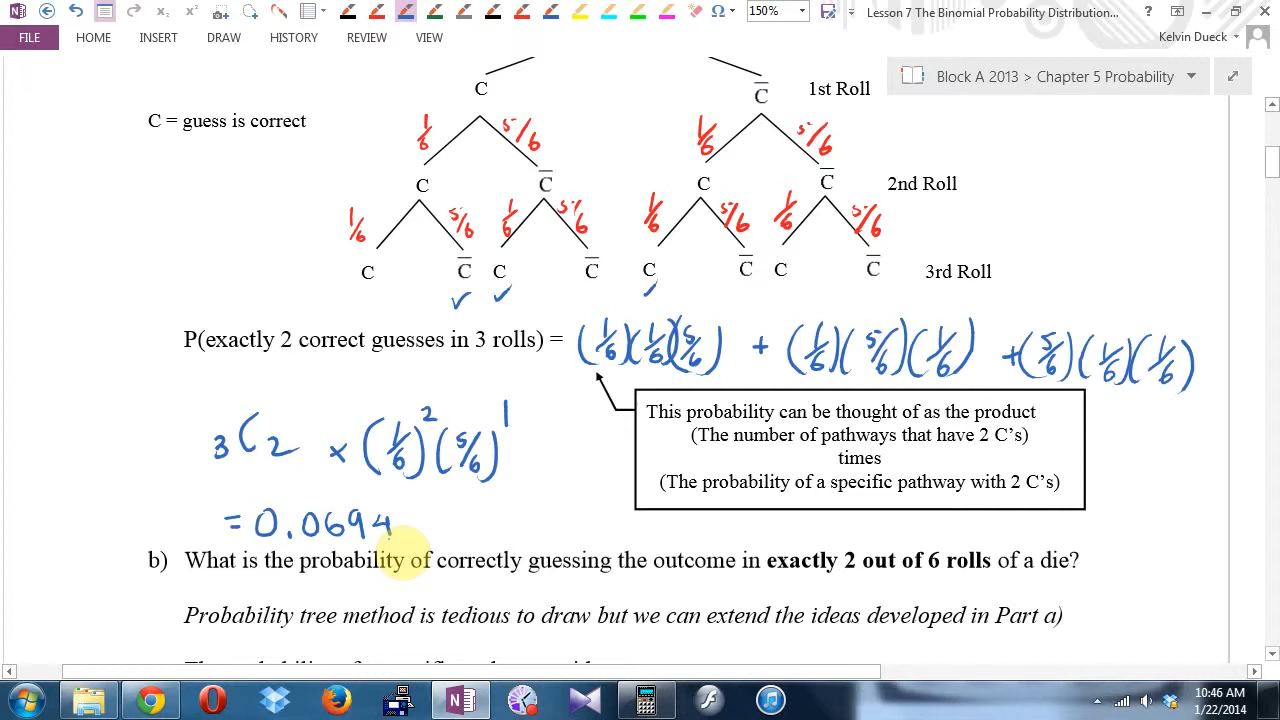 150%
Lesson 7 The Binomial Probability Distribution...
FILE HOME INSERT DRAW HISTORY REVIEW VIEW
Kelvin Dueck
Block A 2013 > Chapter 5 Probability
C C̅ 1st Roll
C = guess is correct
1/6 5/6 1/6 5/6
C C̅ C C̅ 2nd Roll
1/6 5/6 1/6 5/6 1/6 5/6 1/6 5/6
C C̅ C C̅ C C̅ C C̅ 3rd Roll
P(exactly 2 correct guesses in 3 rolls) = (1/6)(1/6)(5/6) + (1/6)(5/6)(1/6) + (5/6)(1/6)(1/6)
This probability can be thought of as the product
(The number of pathways that have 2 C's)
times
(The probability of a specific pathway with 2 C's)
₃C₂ × (1/6)² (5/6)¹
= 0.0694
b) What is the probability of correctly guessing the outcome in exactly 2 out of 6 rolls of a die?
Probability tree method is tedious to draw but we can extend the ideas developed in Part a)
10:46 AM
1/22/2014